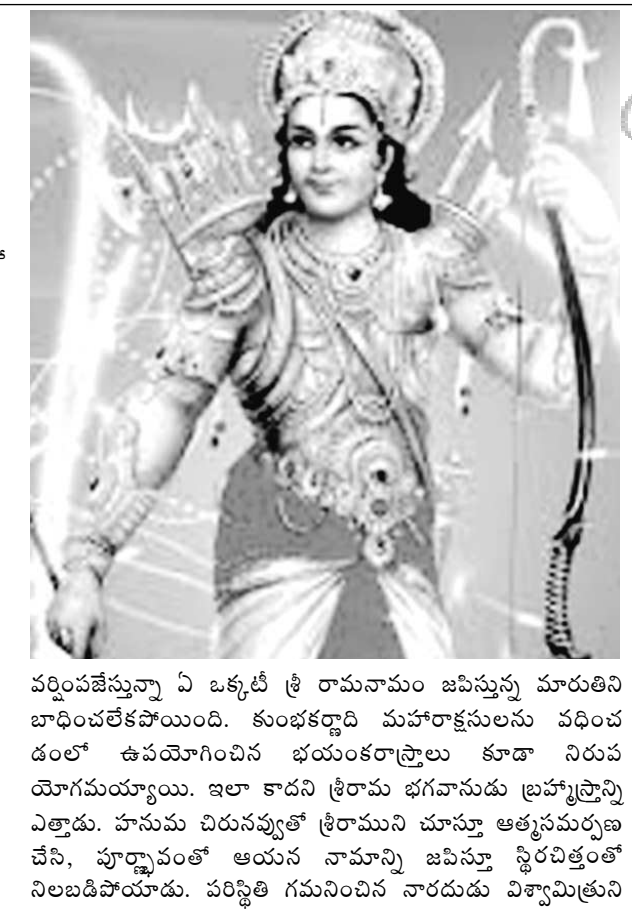 వర్షింపజేస్తున్నా ఏ ఒక్కటీ శ్రీ రామనామం జపిస్తున్న మారుతిని
బాధించలేకపోయింది. కుంభకర్ణాది మహారాక్షసులను వధించ
డంలో ఉపయోగించిన భయంకరాస్త్రాలు కూడా నిరుప
యోగమయ్యాయి. ఇలా కాదని శ్రీరామ భగవానుడు బ్రహ్మాస్త్రాన్ని
ఎత్తాడు. హనుమ చిరునవ్వుతో శ్రీరాముని చూస్తూ ఆత్మసమర్పణ
చేసి, పూర్ణ్భావంతో ఆయన నామాన్ని జపిస్తూ స్థిరచిత్తంతో
నిలబడిపోయాడు. పరిస్థితి గమనించిన నారదుడు విశ్వామిత్రుని